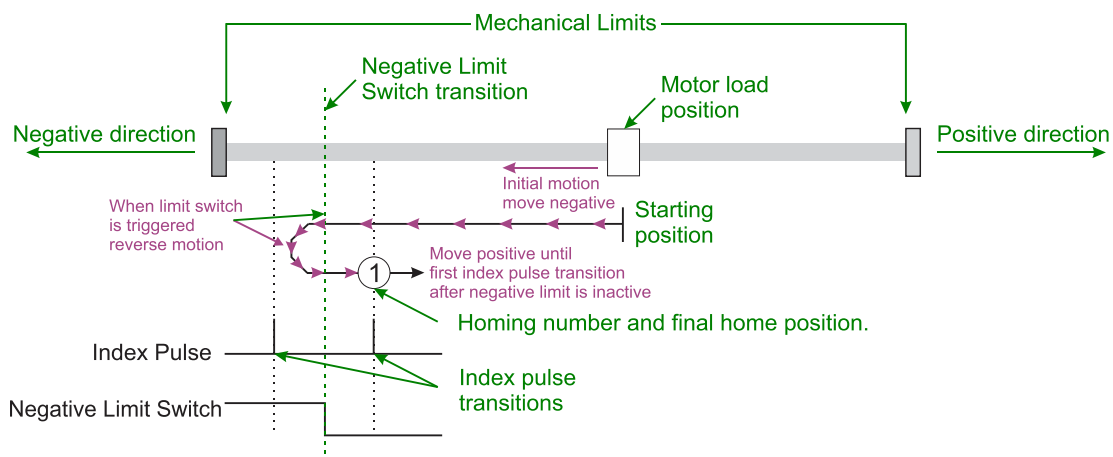 Mechanical Limits
Negative Limit
Switch transition
Motor load
position
Negative direction
Positive direction
Initial motion
move negative
When limit switch
is triggered
reverse motion
Starting
position
Move positive until
first index pulse transition
after negative limit is inactive
1
Homing number and final home position.
Index Pulse
Index pulse
transitions
Negative Limit Switch